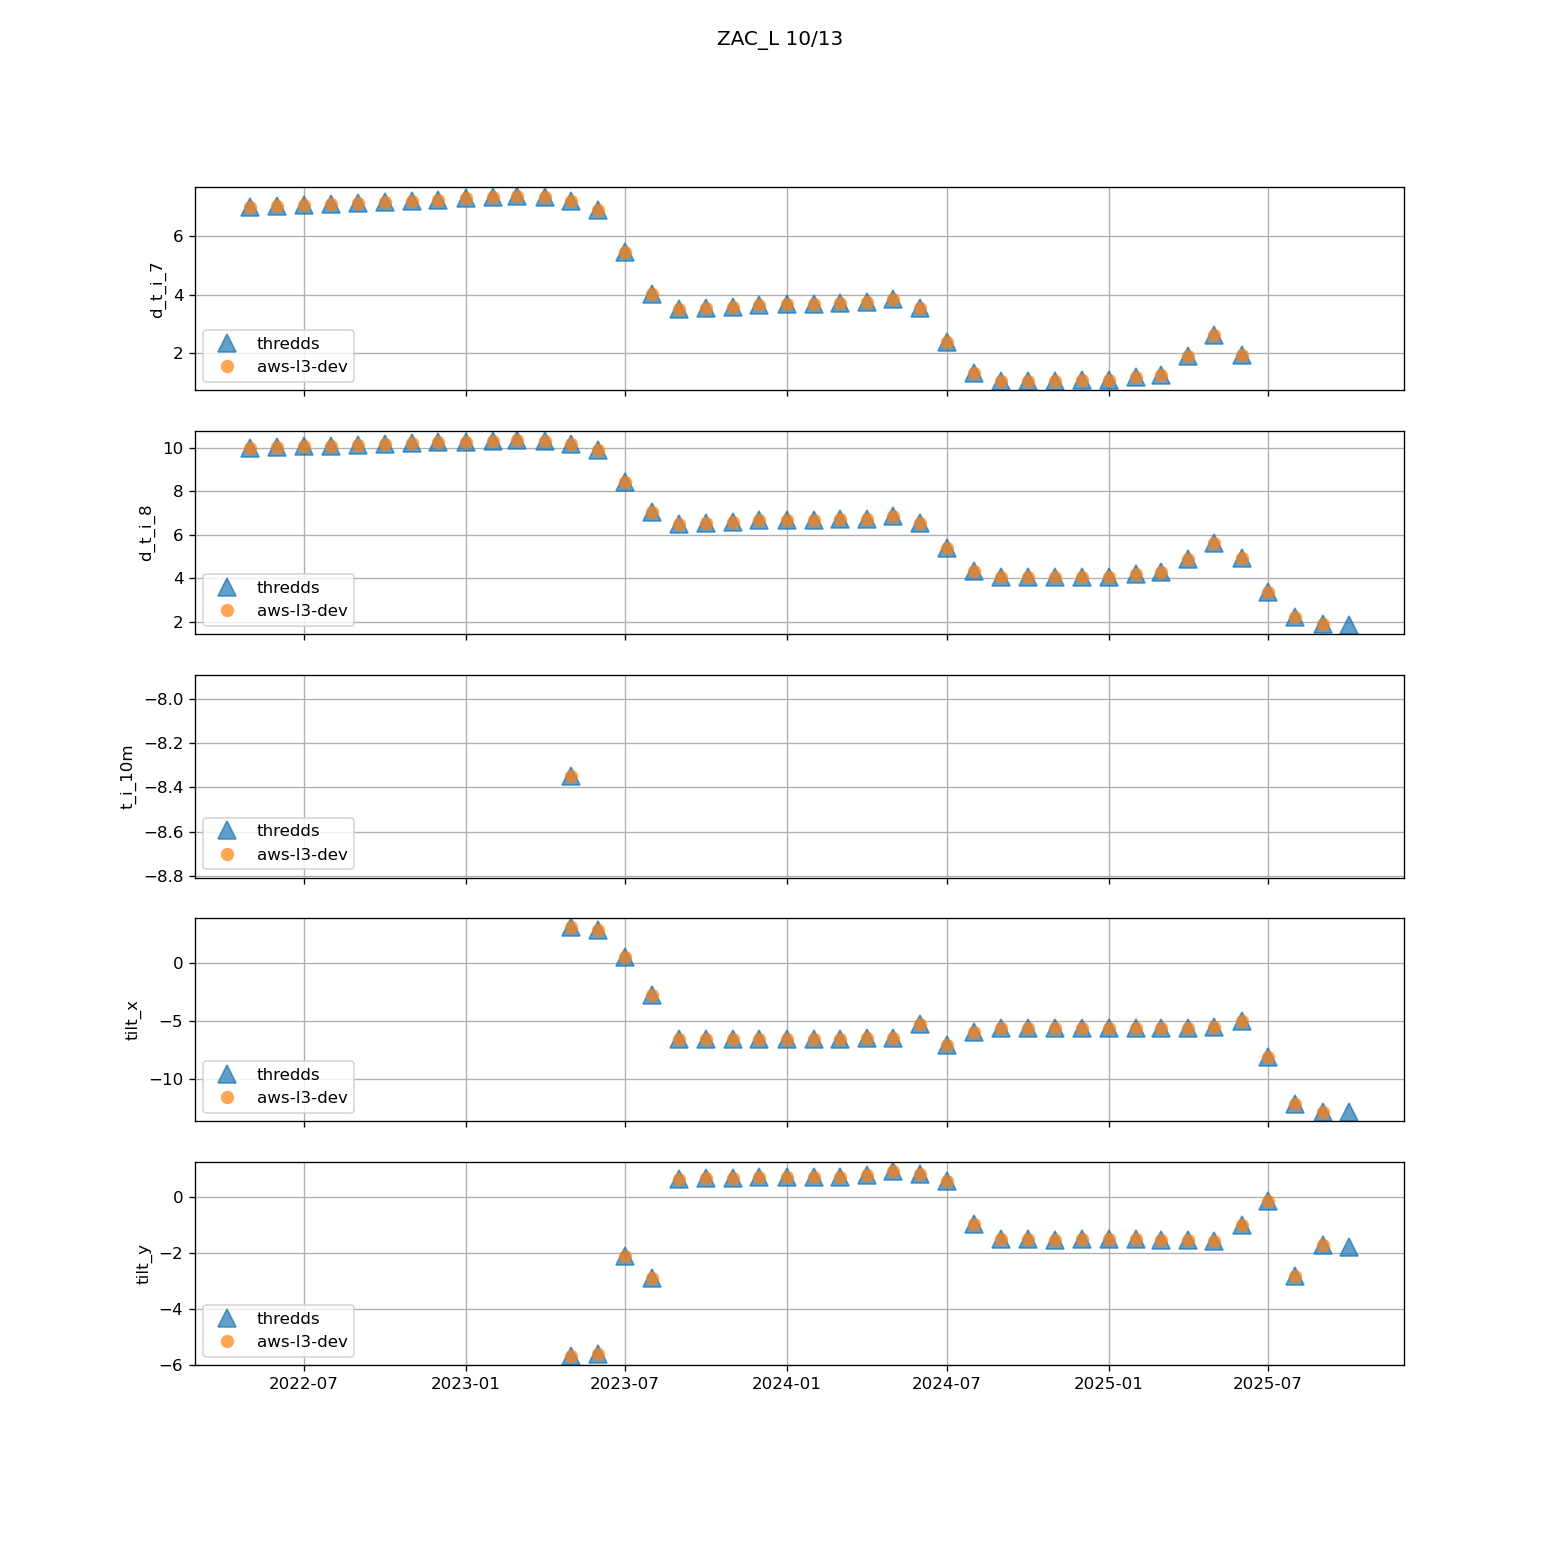 ZAC_L 10/13
6
4
2
d_t_i_7
thredds
aws-l3-dev
10
8
6
4
2
d_t_i_8
thredds
aws-l3-dev
−8.0
−8.2
−8.4
−8.6
−8.8
t_i_10m
thredds
aws-l3-dev
0
−5
−10
tilt_x
thredds
aws-l3-dev
0
−2
−4
−6
tilt_y
thredds
aws-l3-dev
2022-07 2023-01 2023-07 2024-01 2024-07 2025-01 2025-07